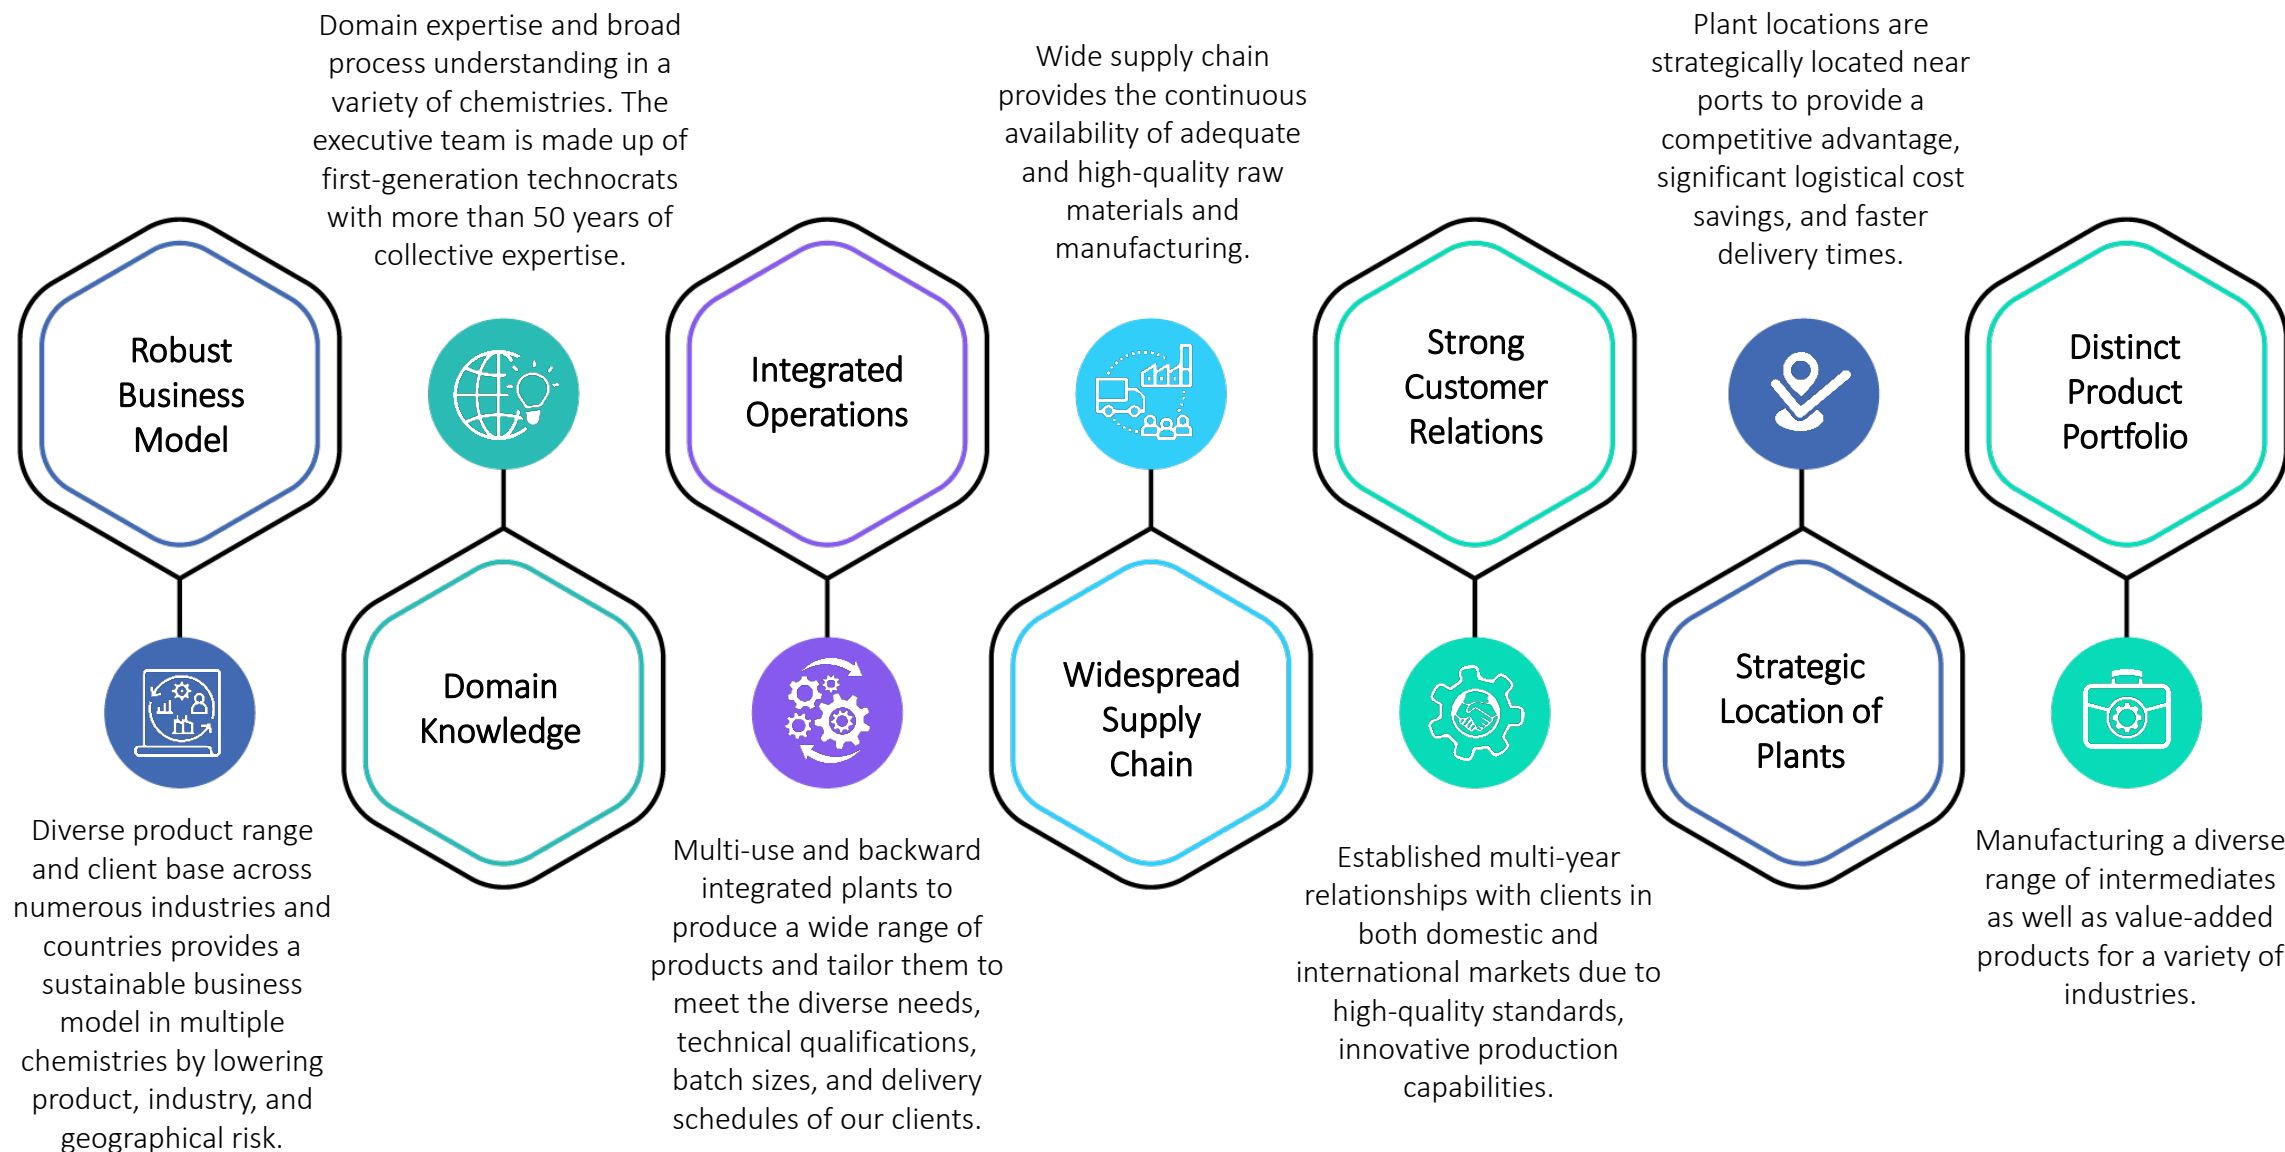 Robust
Business
Model
Diverse product range
and client base across
numerous industries and
countries provides a
sustainable business
model in multiple
chemistries by lowering
product, industry, and
geographical risk.
Domain expertise and broad
process understanding in a
variety of chemistries. The
executive team is made up of
first-generation technocrats
with more than 50 years of
collective expertise.
Domain
Knowledge
Integrated
Operations
Multi-use and backward
integrated plants to
produce a wide range of
products and tailor them to
meet the diverse needs,
technical qualifications,
batch sizes, and delivery
schedules of our clients.
Wide supply chain
provides the continuous
availability of adequate
and high-quality raw
materials and
manufacturing.
Widespread
Supply
Chain
Strong
Customer
Relations
Established multi-year
relationships with clients in
both domestic and
international markets due to
high-quality standards,
innovative production
capabilities.
Plant locations are
strategically located near
ports to provide a
competitive advantage,
significant logistical cost
savings, and faster
delivery times.
Strategic
Location of
Plants
Distinct
Product
Portfolio
Manufacturing a diverse
range of intermediates
as well as value-added
products for a variety of
industries.